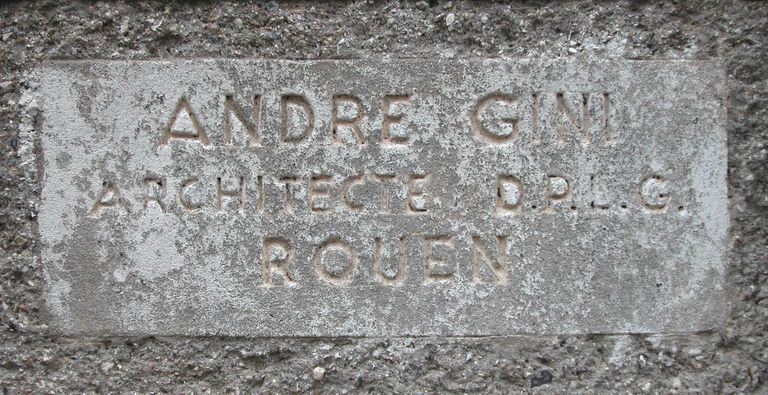 ANDRE GINI
ARCHITECTE D.P.L.G.
ROUEN